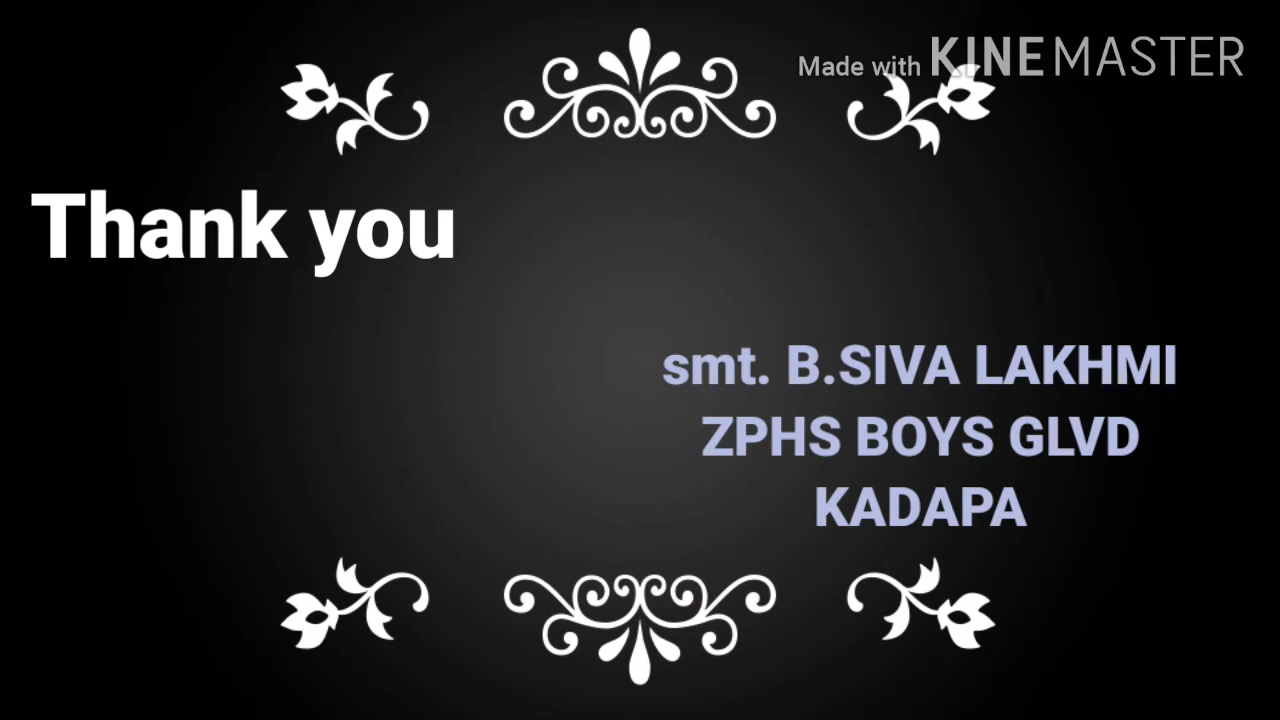 Made with KINEMASTER
Thank you
smt. B.SIVA LAKHMI
ZPHS BOYS GLVD
KADAPA